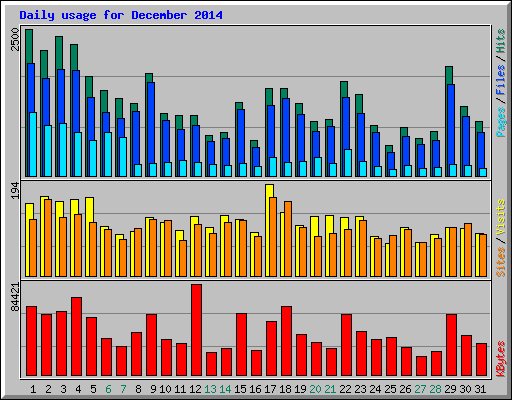 Daily usage for December 2014
2500
Pages / Files / Hits
194
Sites / Visits
84421
KBytes
1 2 3 4 5 6 7 8 9 10 11 12 13 14 15 16 17 18 19 20 21 22 23 24 25 26 27 28 29 30 31